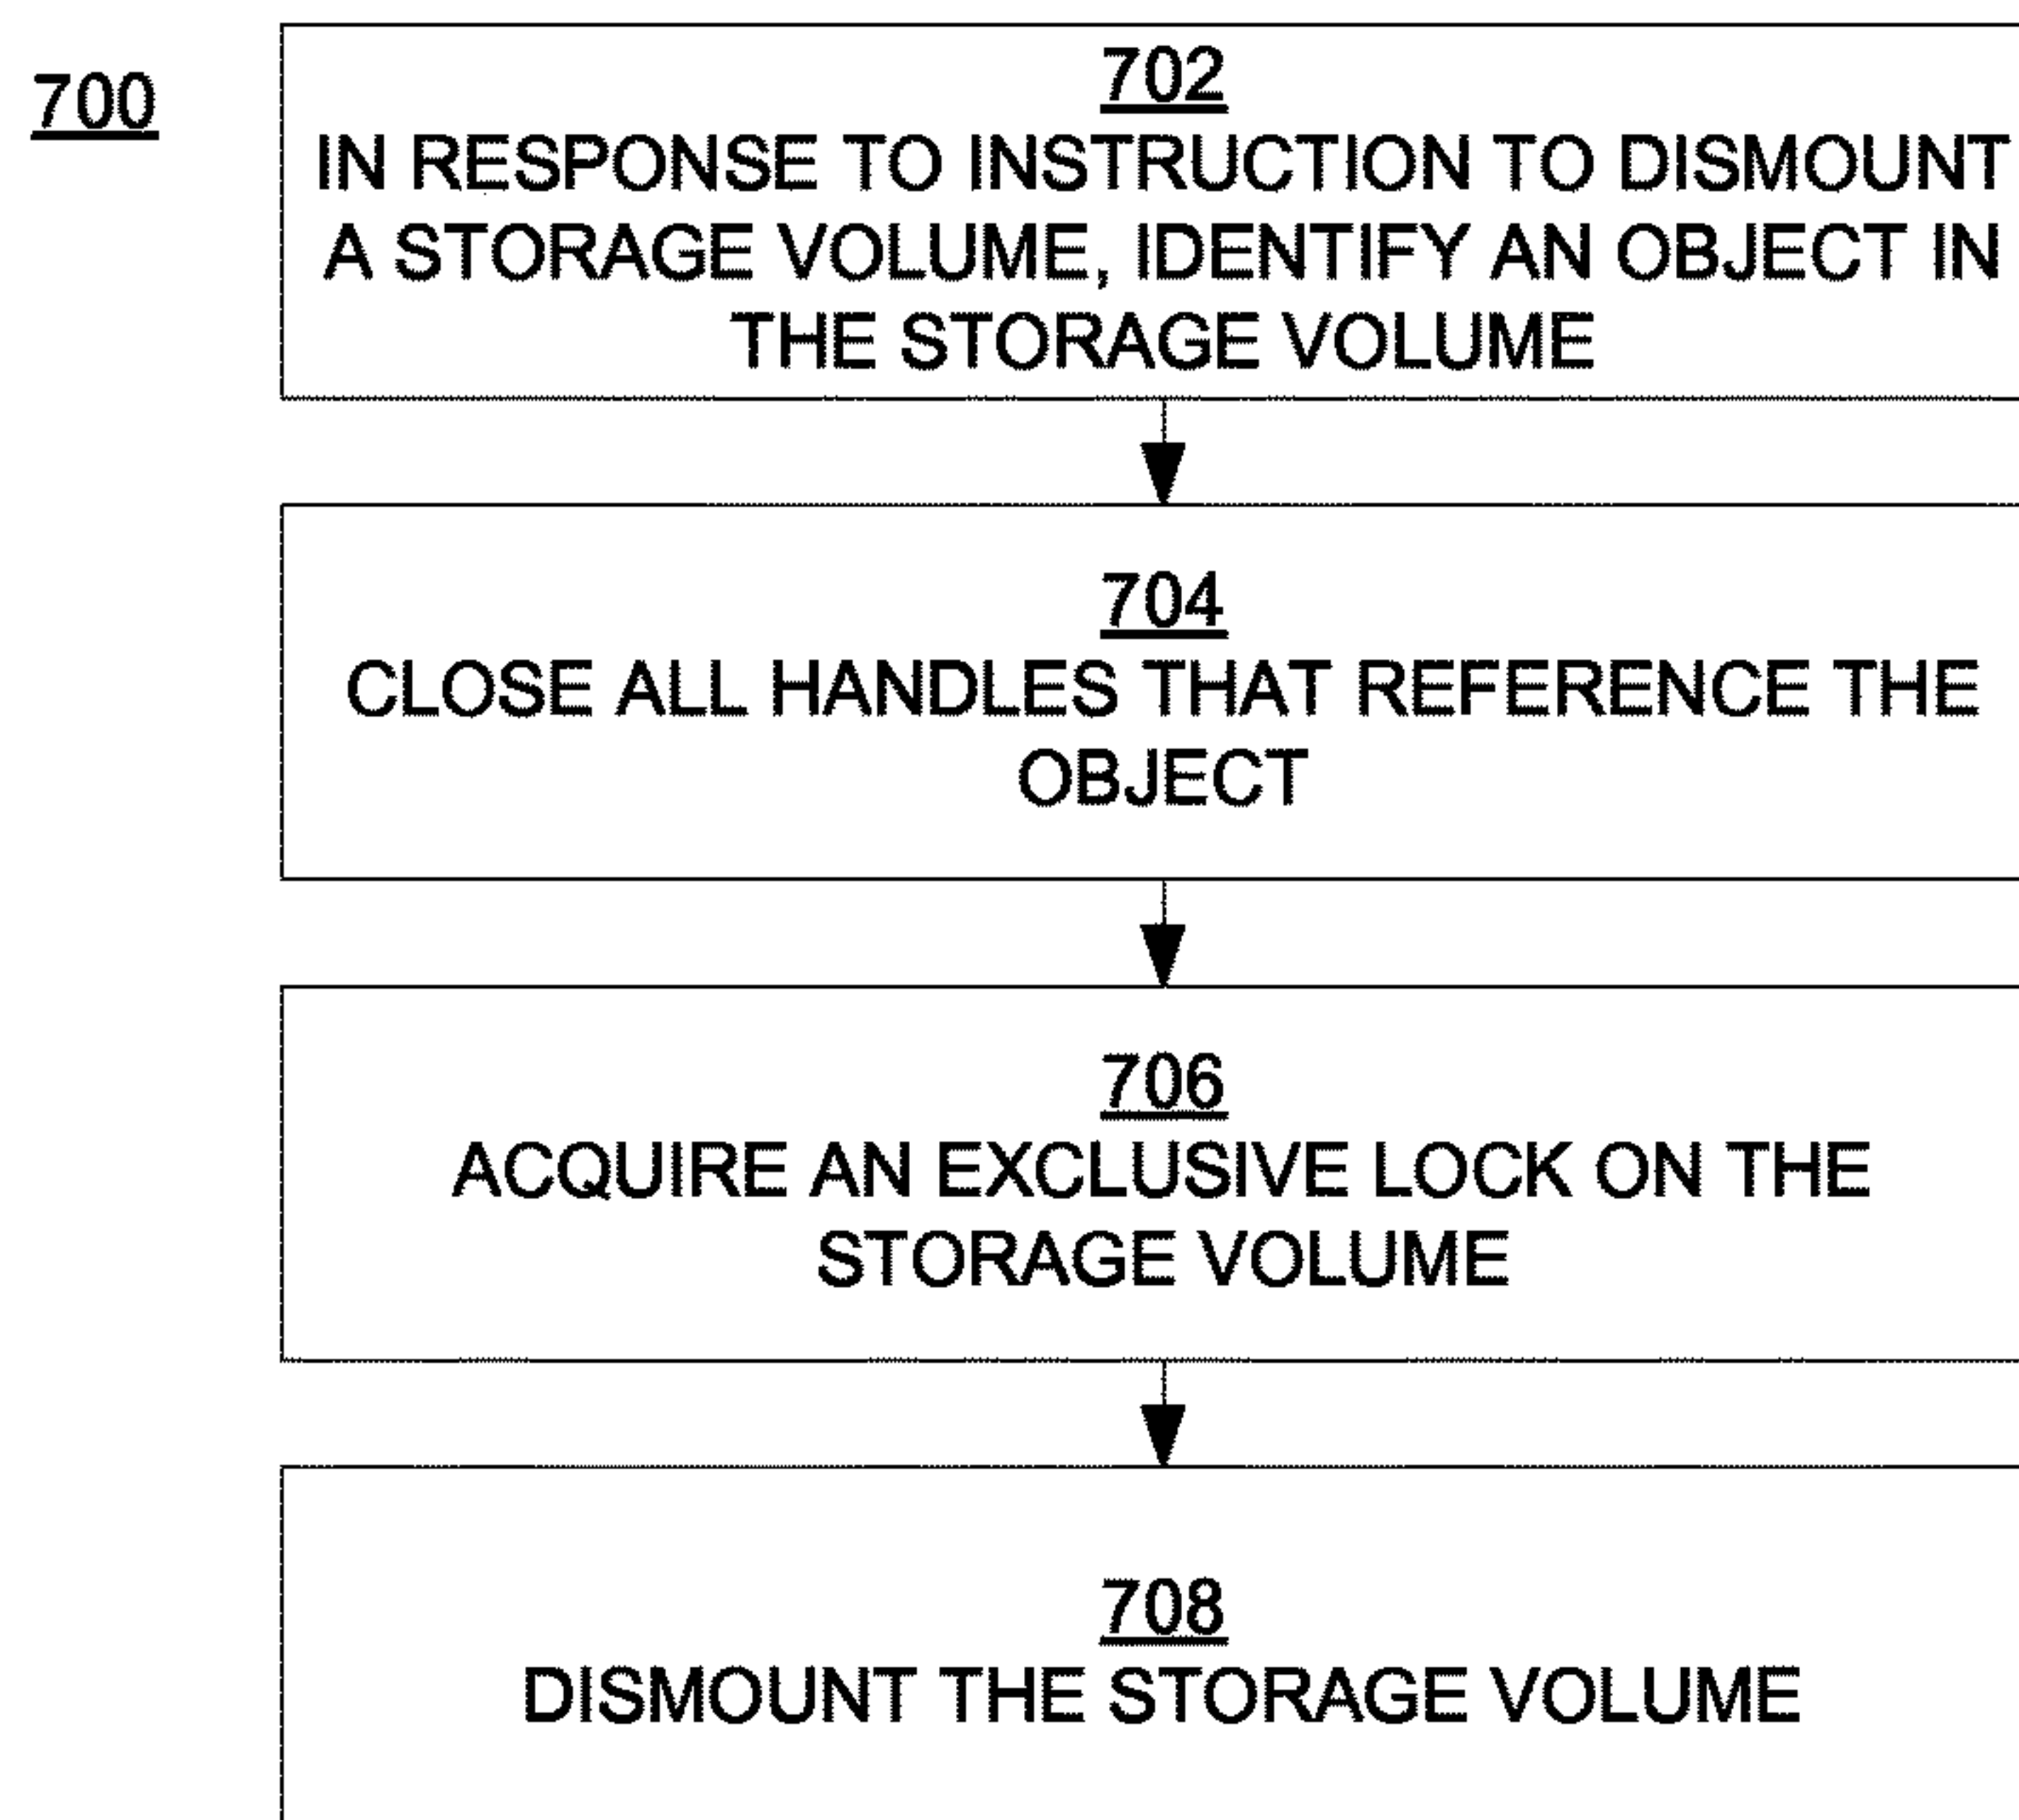 700
702
IN RESPONSE TO INSTRUCTION TO DISMOUNT
A STORAGE VOLUME, IDENTIFY AN OBJECT IN
THE STORAGE VOLUME
704
CLOSE ALL HANDLES THAT REFERENCE THE
OBJECT
706
ACQUIRE AN EXCLUSIVE LOCK ON THE
STORAGE VOLUME
708
DISMOUNT THE STORAGE VOLUME